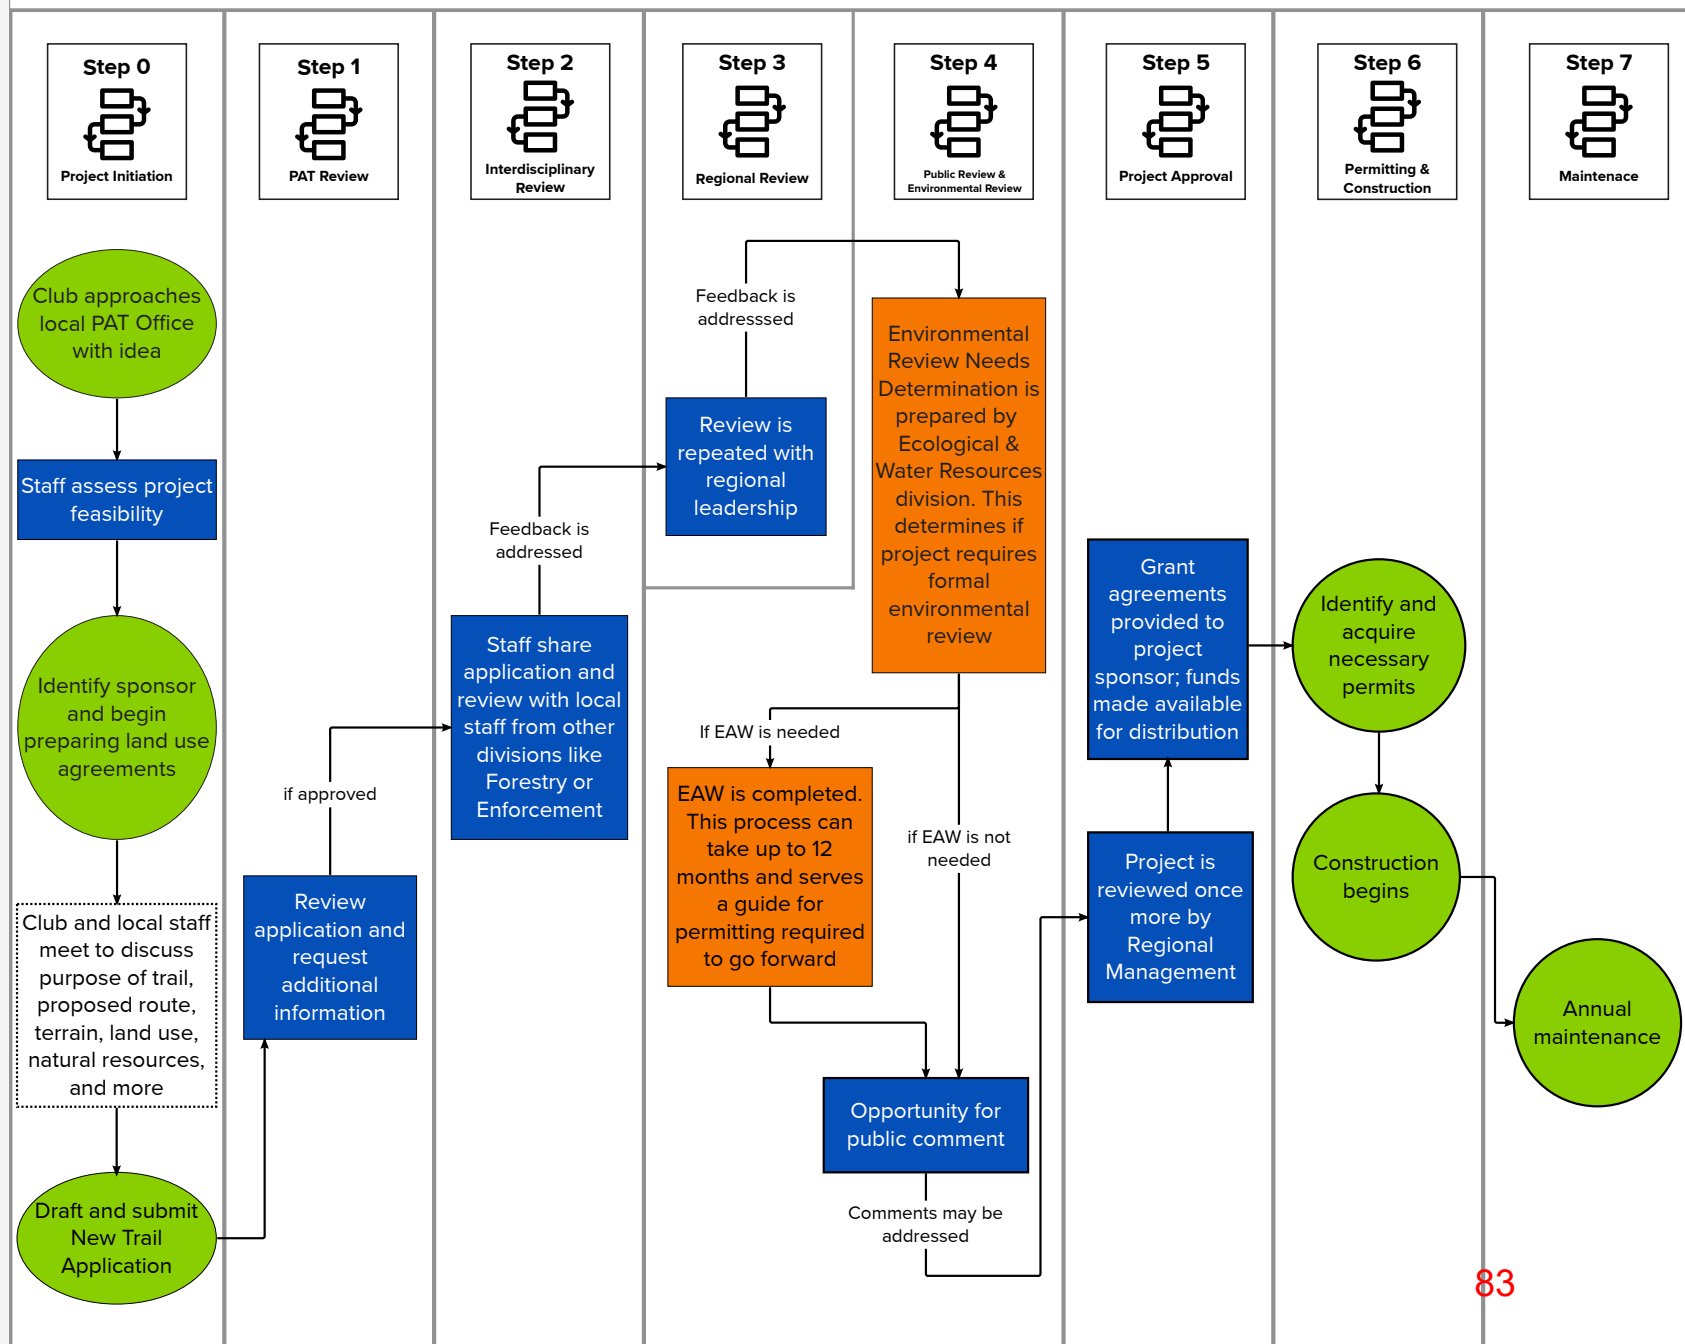 Step 0
Project Initiation
Step 1
PAT Review
Step 2
Interdisciplinary
Review
Step 3
Regional Review
Step 4
Public Review &
Environmental Review
Step 5
Project Approval
Step 6
Permitting &
Construction
Step 7
Maintenace
Club approaches
local PAT Office
with idea
Staff assess project
feasibility
Identify sponsor
and begin
preparing land use
agreements
Club and local staff
meet to discuss
purpose of trail,
proposed route,
terrain, land use,
natural resources,
and more
Draft and submit
New Trail
Application
Review
application and
request
additional
information
if approved
Staff share
application and
review with local
staff from other
divisions like
Forestry or
Enforcement
Feedback is
addressed
Review is
repeated with
regional
leadership
Feedback is
addresssed
Environmental
Review Needs
Determination is
prepared by
Ecological &
Water Resources
division. This
determines if
project requires
formal
environmental
review
If EAW is needed
EAW is completed.
This process can
take up to 12
months and serves
a guide for
permitting required
to go forward
if EAW is not
needed
Opportunity for
public comment
Comments may be
addressed
Project is
reviewed once
more by
Regional
Management
Grant
agreements
provided to
project
sponsor; funds
made available
for distribution
Identify and
acquire
necessary
permits
Construction
begins
Annual
maintenance
83